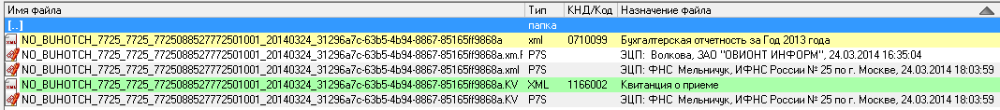 Имя файла Тип КНД/Код Назначение файла
[..] папка
NO_BUHOTCH_7725_7725_7725088527772501001_20140324_31296a7c-63b5-4b94-8867-85165ff9868a xml 0710099 Бухгалтерская отчетность за Год 2013 года
NO_BUHOTCH_7725_7725_7725088527772501001_20140324_31296a7c-63b5-4b94-8867-85165ff9868a.xm.F P7S ЭЦП: Волкова, ЗАО "ОВИОНТ ИНФОРМ", 24.03.2014 16:35:04
NO_BUHOTCH_7725_7725_7725088527772501001_20140324_31296a7c-63b5-4b94-8867-85165ff9868a.xml P7S ЭЦП: ФНС Мельничук, ИФНС России № 25 по г. Москве, 24.03.2014 18:03:59
NO_BUHOTCH_7725_7725_7725088527772501001_20140324_31296a7c-63b5-4b94-8867-85165ff9868a.KV XML 1166002 Квитанция о приеме
NO_BUHOTCH_7725_7725_7725088527772501001_20140324_31296a7c-63b5-4b94-8867-85165ff9868a.KV P7S ЭЦП: ФНС Мельничук, ИФНС России № 25 по г. Москве, 24.03.2014 18:03:59